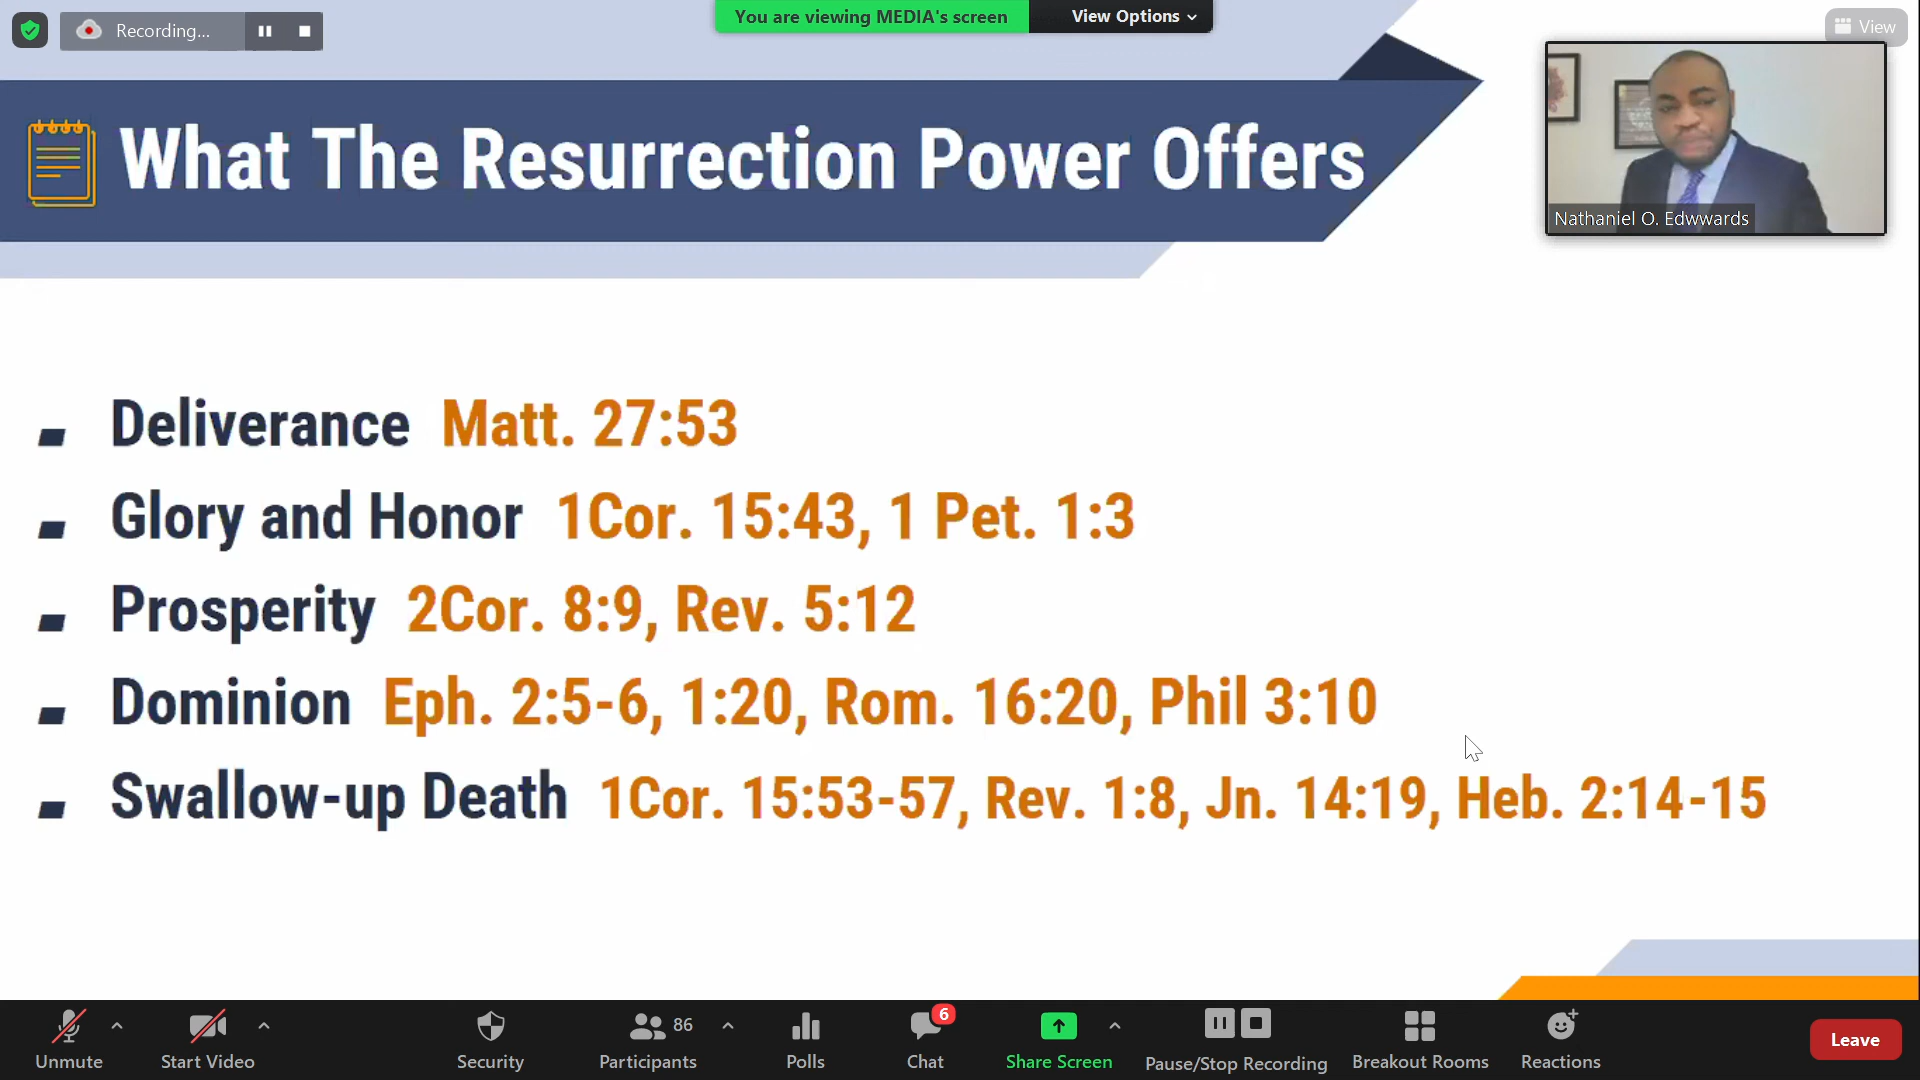 Recording...
You are viewing MEDIA's screen View Options
View
What The Resurrection Power Offers
Nathaniel O. Edwwards
Deliverance Matt. 27:53
Glory and Honor 1Cor. 15:43, 1 Pet. 1:3
Prosperity 2Cor. 8:9, Rev. 5:12
Dominion Eph. 2:5-6, 1:20, Rom. 16:20, Phil 3:10
Swallow-up Death 1Cor. 15:53-57, Rev. 1:8, Jn. 14:19, Heb. 2:14-15
86
6
Unmute Start Video Security Participants Polls Chat Share Screen Pause/Stop Recording Breakout Rooms Reactions Leave